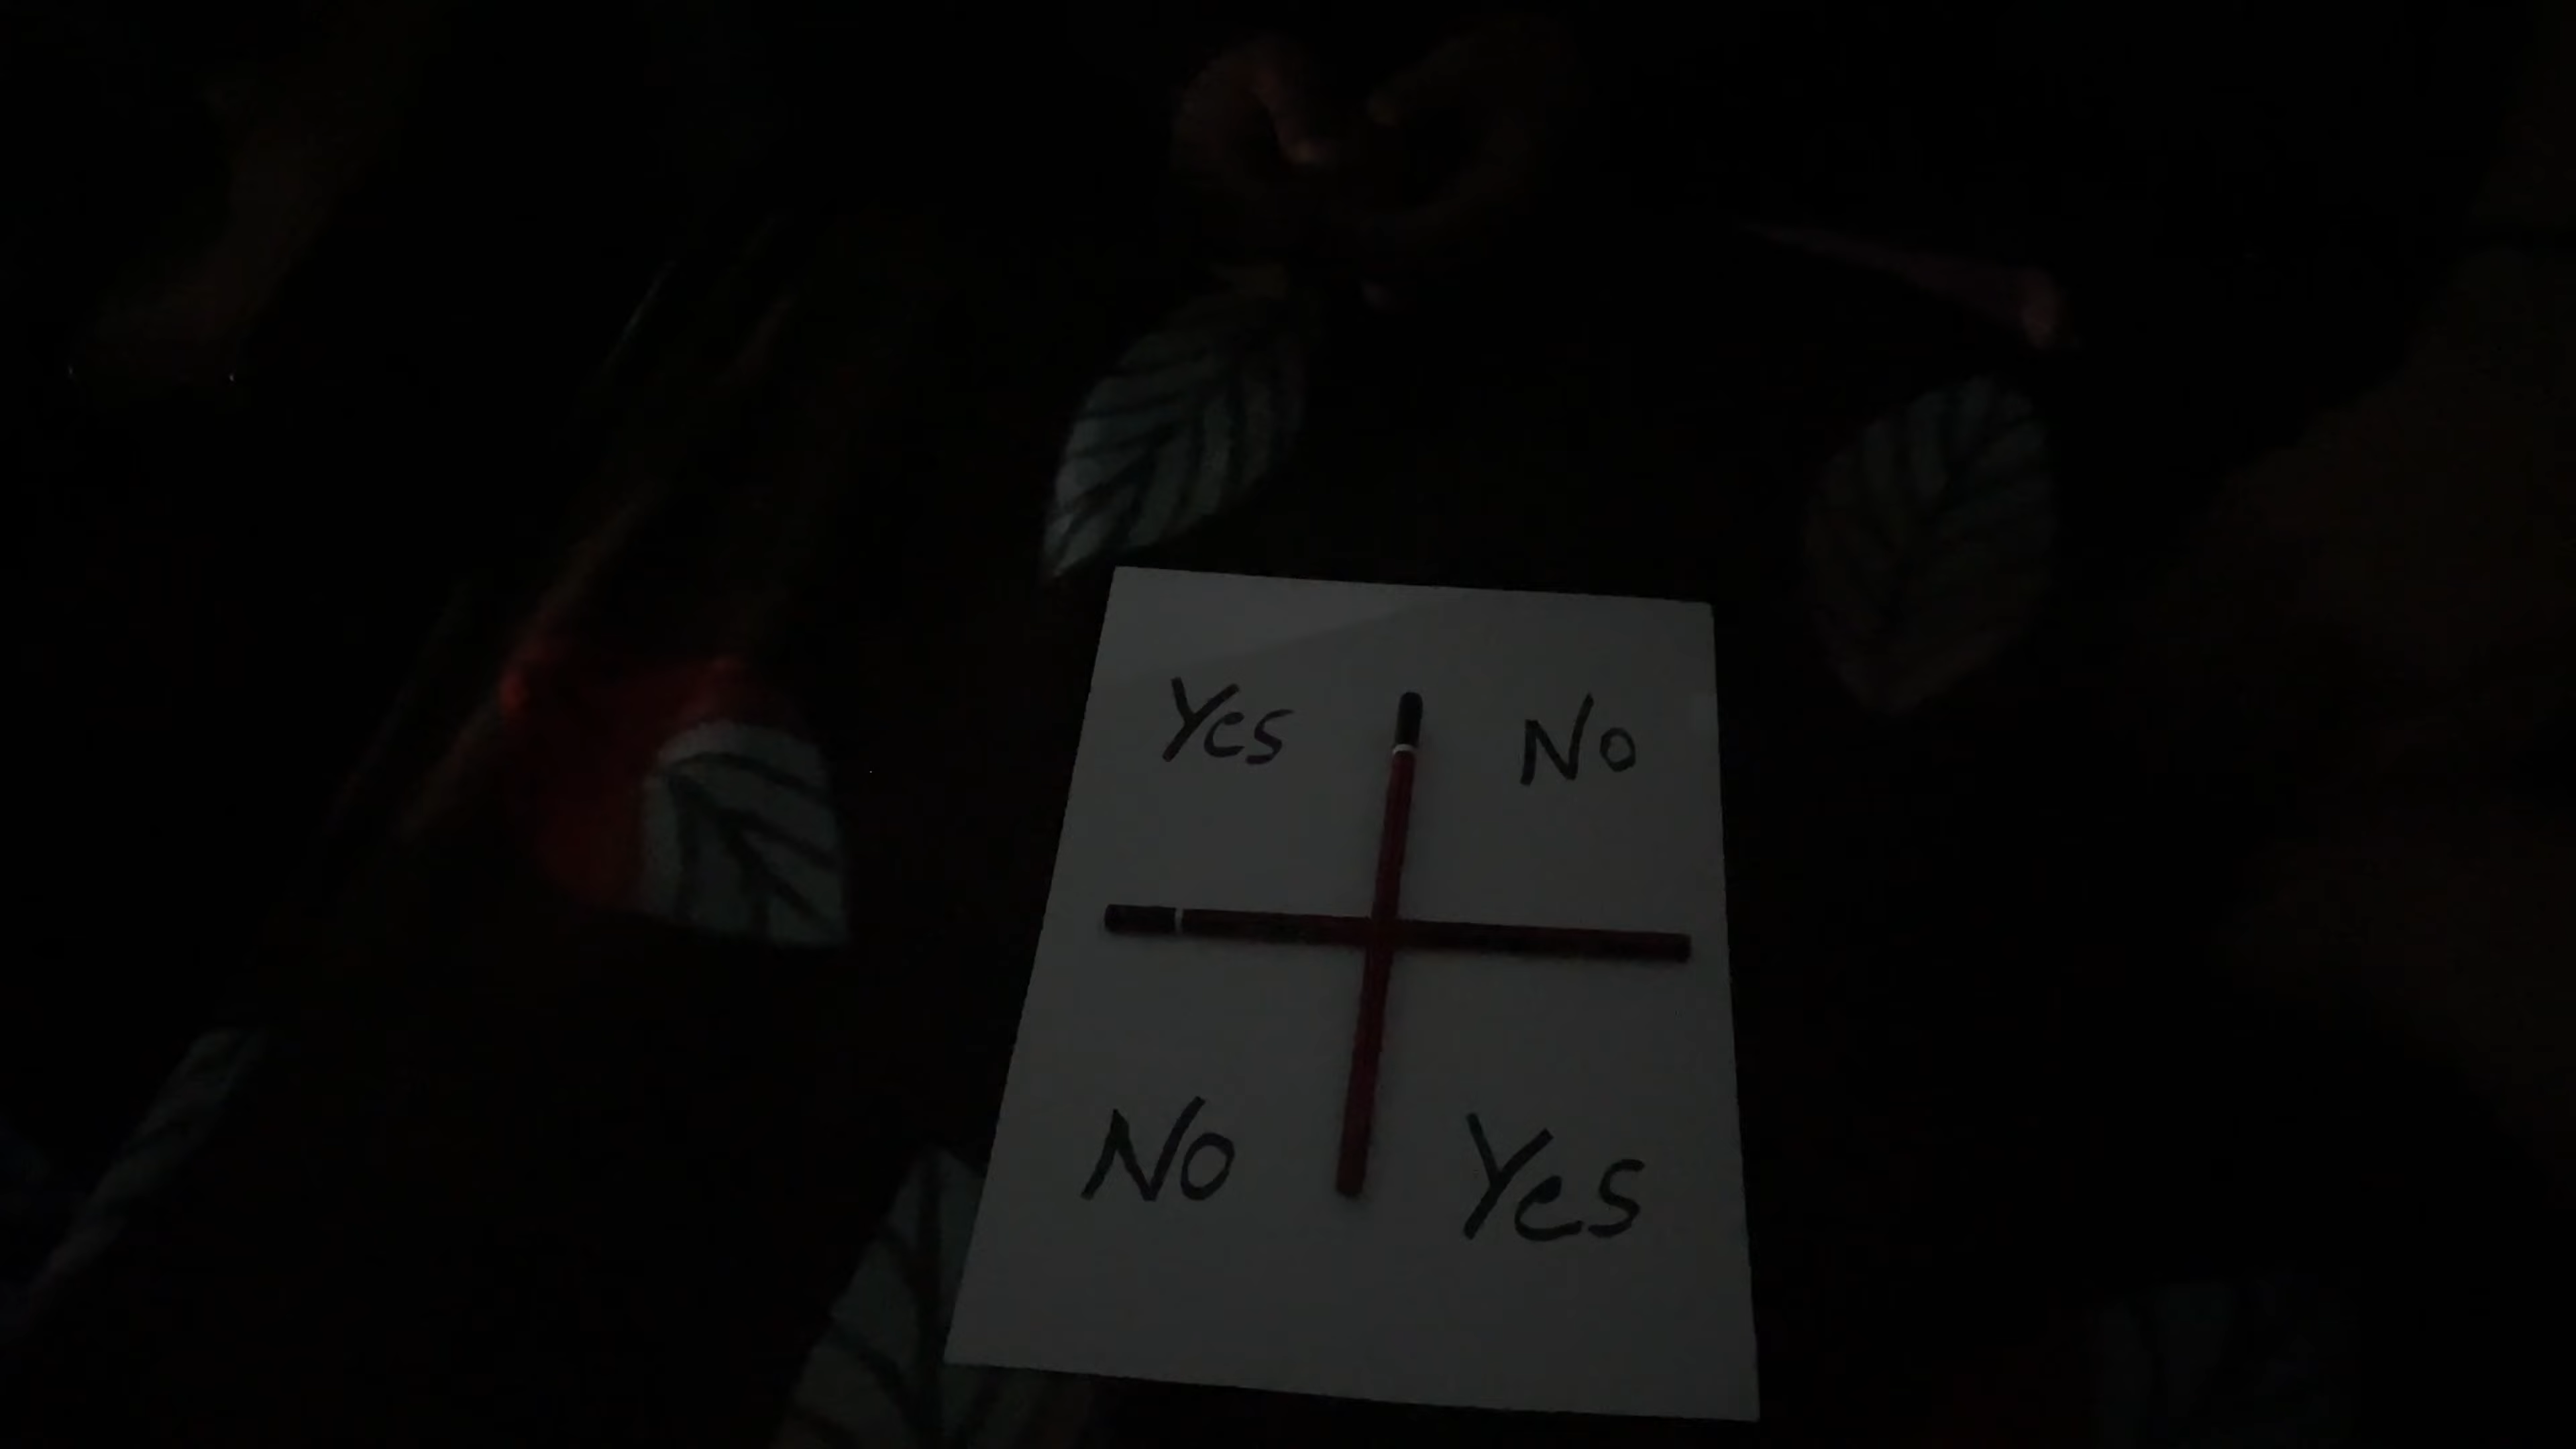 Yes No
No Yes